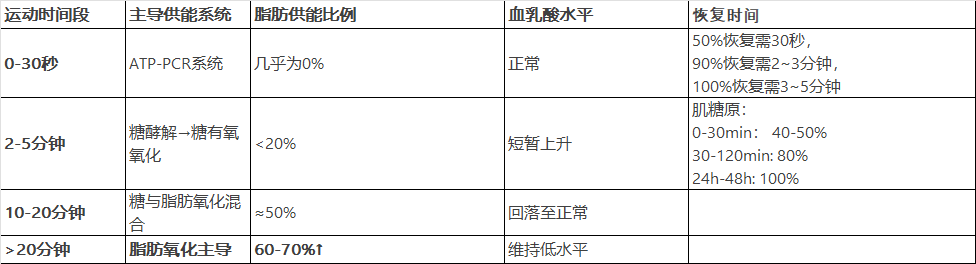 运动时间段 主导供能系统 脂肪供能比例 血乳酸水平 恢复时间
0-30秒 ATP-PCR系统 几乎为0% 正常 50%恢复需30秒,
90%恢复需2~3分钟,
100%恢复需3~5分钟
2-5分钟 糖酵解→糖有氧
氧化 <20% 短暂上升 肌糖原:
0-30min: 40-50%
30-120min: 80%
24h-48h: 100%
10-20分钟 糖与脂肪氧化混
合 ≈50% 回落至正常
>20分钟 脂肪氧化主导 60-70%↑ 维持低水平